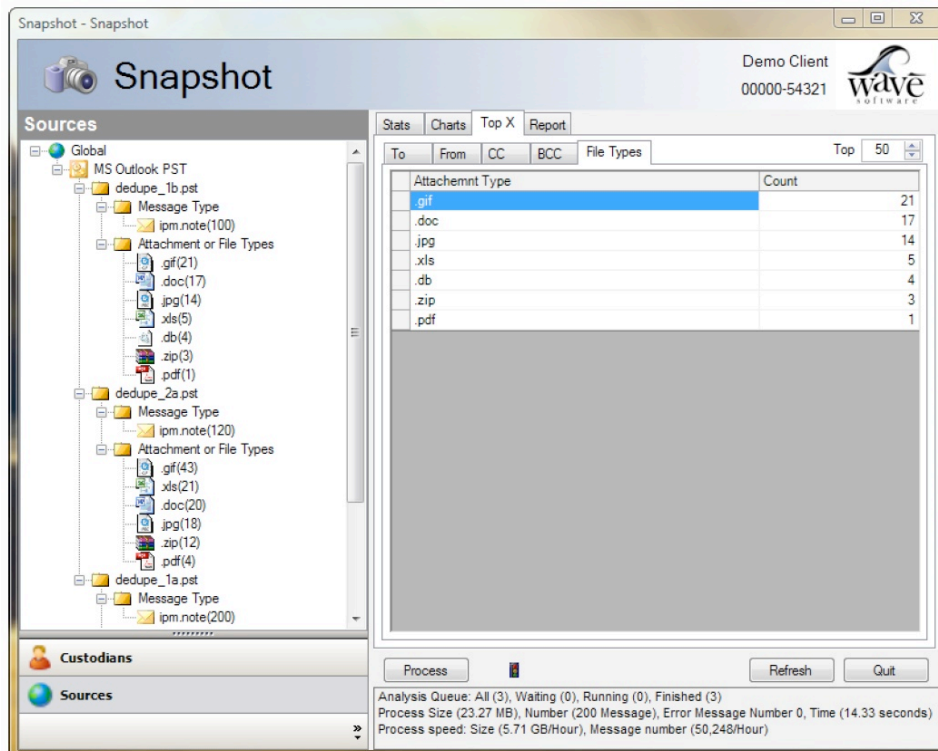 Snapshot - Snapshot
Snapshot
Demo Client
00000-54321
wave
software
Sources
Global
MS Outlook PST
dedupe_1b.pst
Message Type
ipm.note(100)
Attachment or File Types
.gif(21)
.doc(17)
.jpg(14)
.xls(5)
.db(4)
.zip(3)
.pdf(1)
dedupe_2a.pst
Message Type
ipm.note(120)
Attachment or File Types
.gif(43)
.xls(21)
.doc(20)
.jpg(18)
.zip(12)
.pdf(4)
dedupe_1a.pst
Message Type
ipm.note(200)
Custodians
Sources
Stats Charts Top X Report
To From CC BCC File Types Top 50
Attachemnt Type Count
.gif 21
.doc 17
.jpg 14
.xls 5
.db 4
.zip 3
.pdf 1
Process Refresh Quit
Analysis Queue: All (3), Waiting (0), Running (0), Finished (3)
Process Size (23.27 MB), Number (200 Message), Error Message Number 0, Time (14.33 seconds)
Process speed: Size (5.71 GB/Hour), Message number (50,248/Hour)